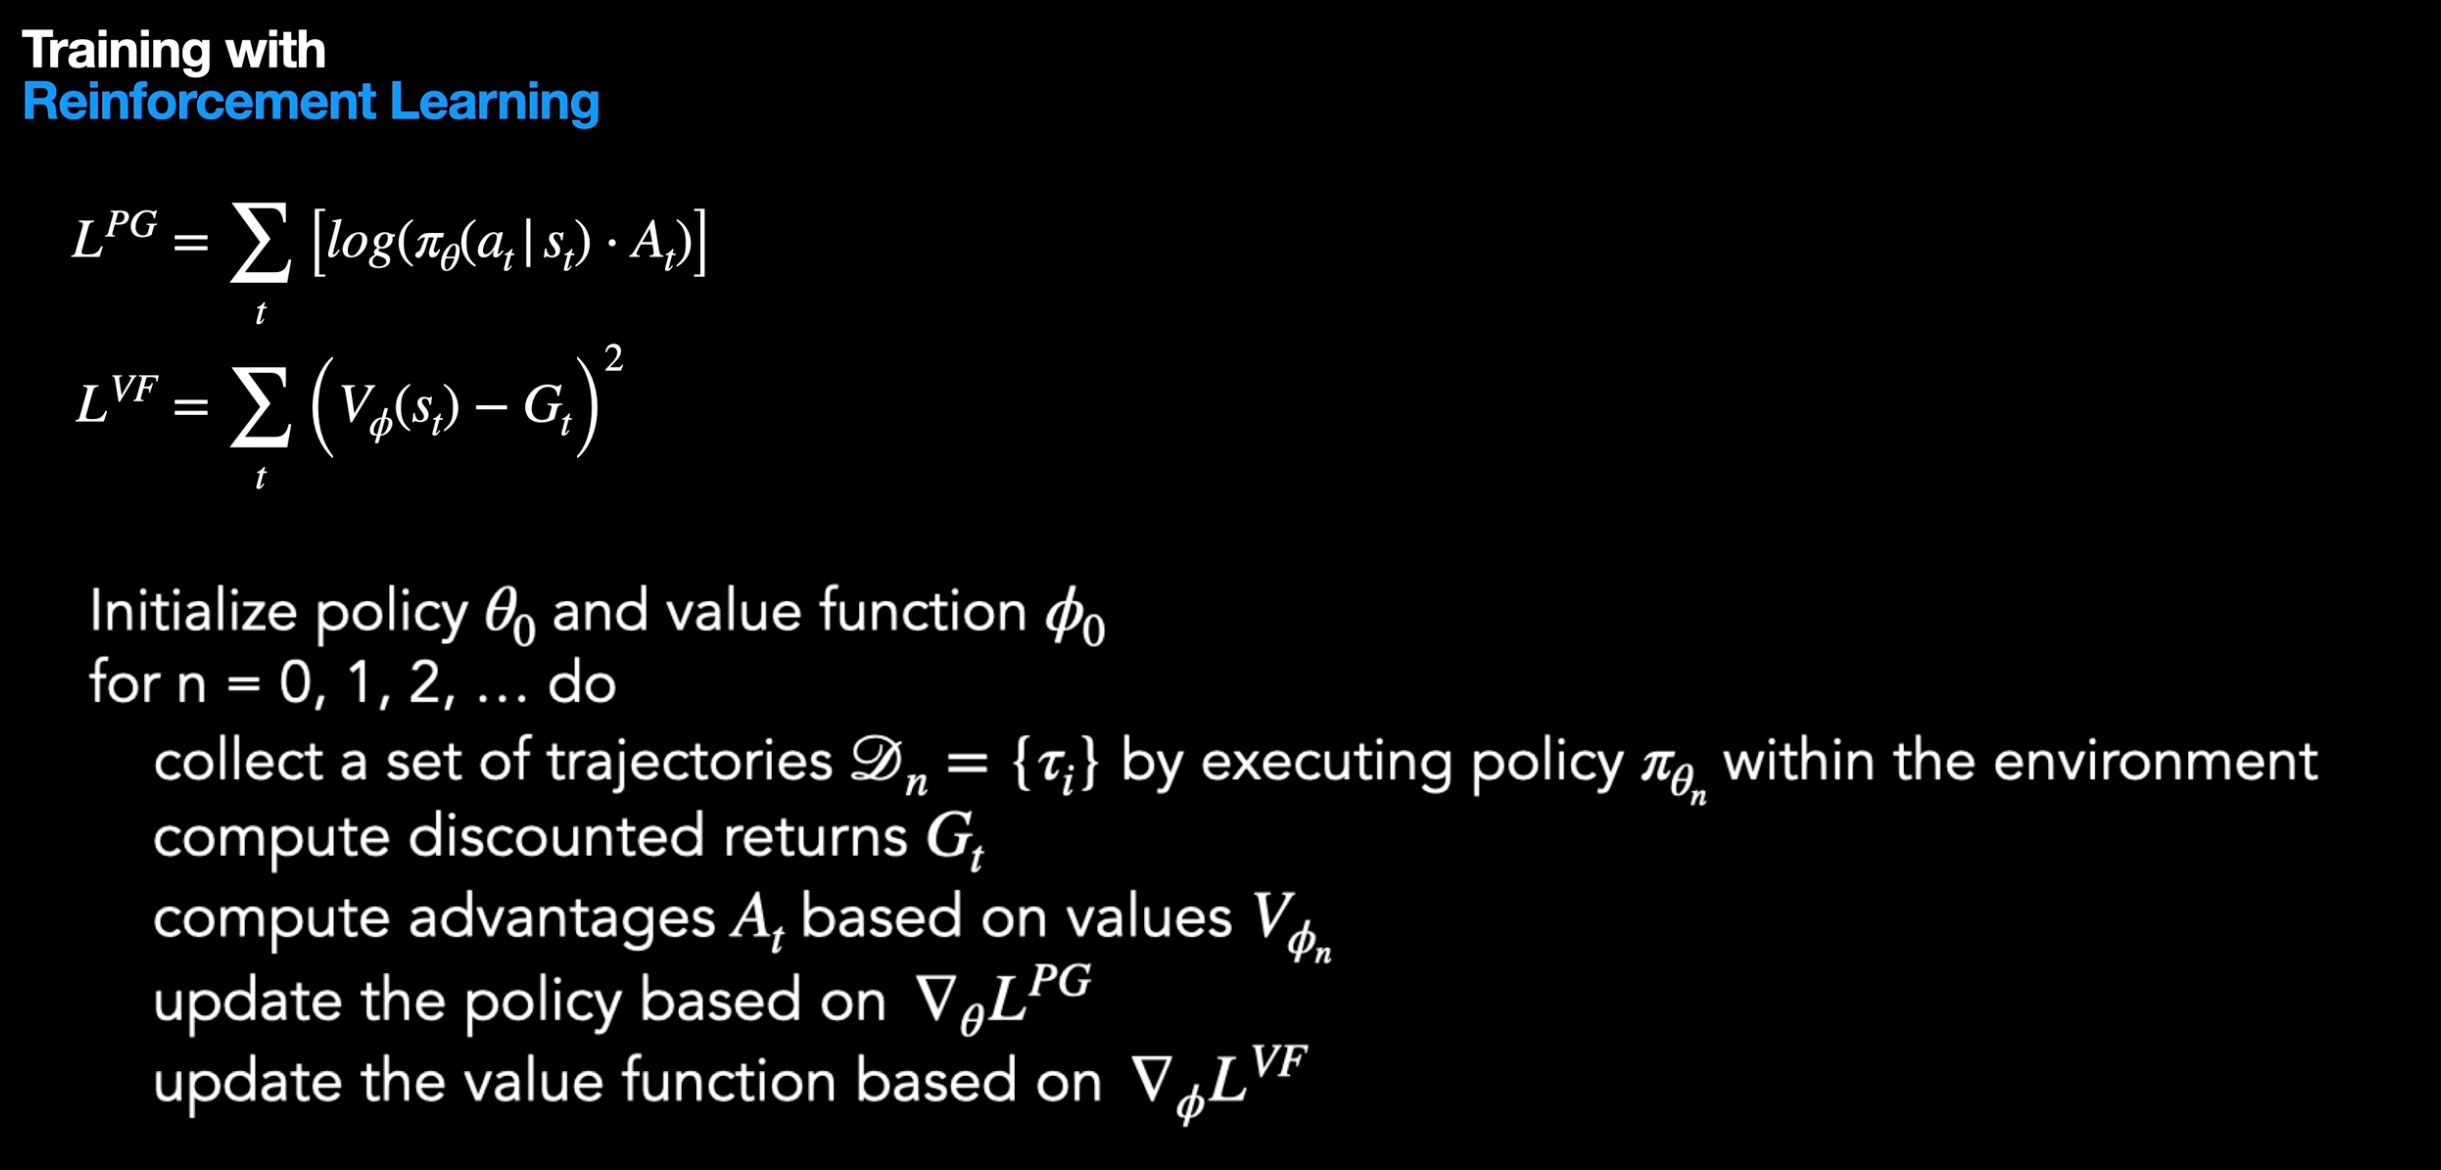 Training with
Reinforcement Learning
L^{PG} = \sum_t [log(\pi_\theta(a_t | s_t) · A_t)]
L^{VF} = \sum_t (V_\phi(s_t) − G_t)^2
Initialize policy θ_0 and value function ϕ_0
for n = 0, 1, 2, … do
collect a set of trajectories 𝒟_n = {τ_i} by executing policy π_{θ_n} within the environment
compute discounted returns G_t
compute advantages A_t based on values V_{ϕ_n}
update the policy based on ∇_θ L^{PG}
update the value function based on ∇_ϕ L^{VF}